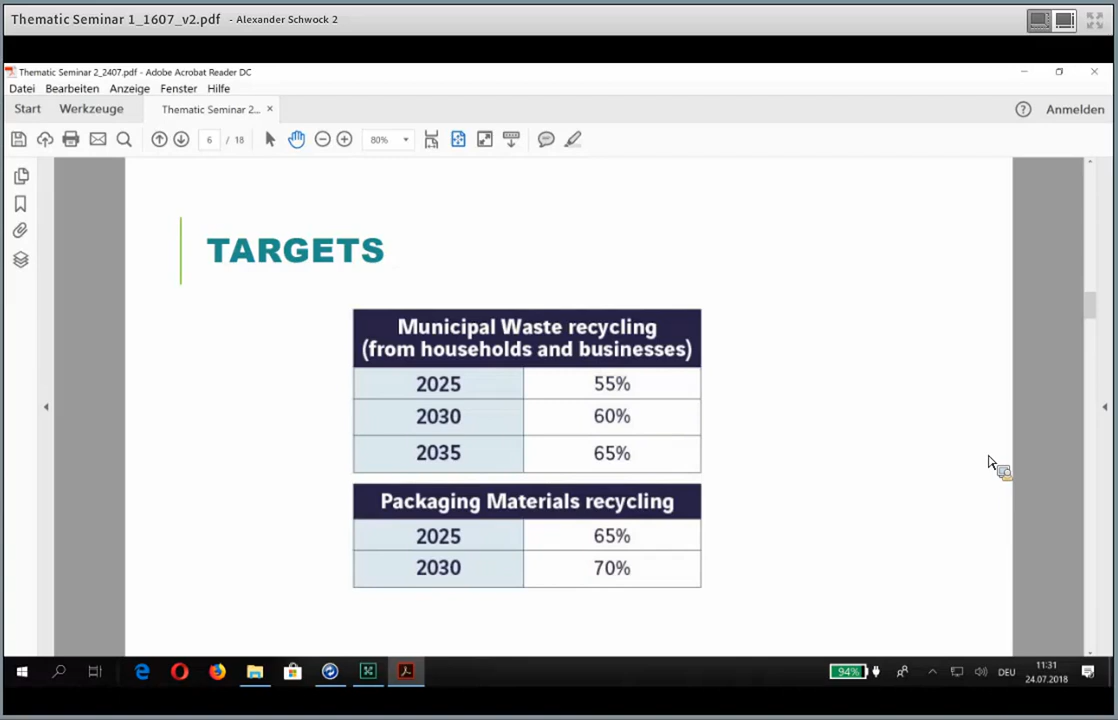 Thematic Seminar 1_1607_v2.pdf - Alexander Schwock 2
Thematic Seminar 2_2407.pdf - Adobe Acrobat Reader DC
Datei Bearbeiten Anzeige Fenster Hilfe
Start Werkzeuge Thematic Seminar 2... × Anmelden
6 / 18 80%
TARGETS
Municipal Waste recycling
(from households and businesses)
2025 55%
2030 60%
2035 65%
Packaging Materials recycling
2025 65%
2030 70%
94% DEU 11:31
24.07.2018